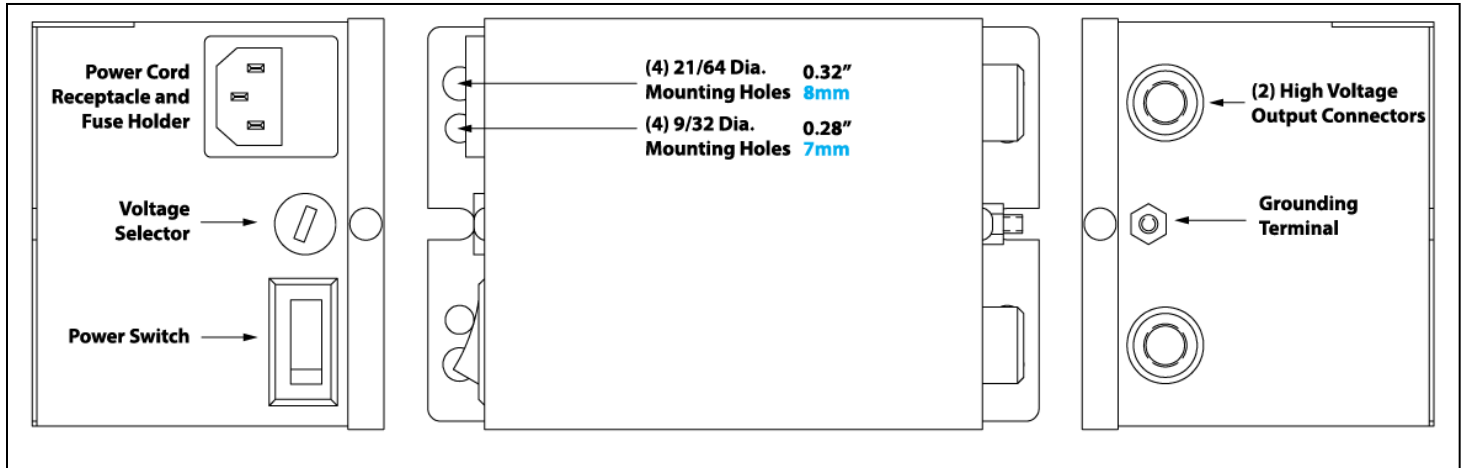 Power Cord
Receptacle and
Fuse Holder
Voltage
Selector
Power Switch
(4) 21/64 Dia. 0.32”
Mounting Holes 8mm
(4) 9/32 Dia. 0.28”
Mounting Holes 7mm
(2) High Voltage
Output Connectors
Grounding
Terminal